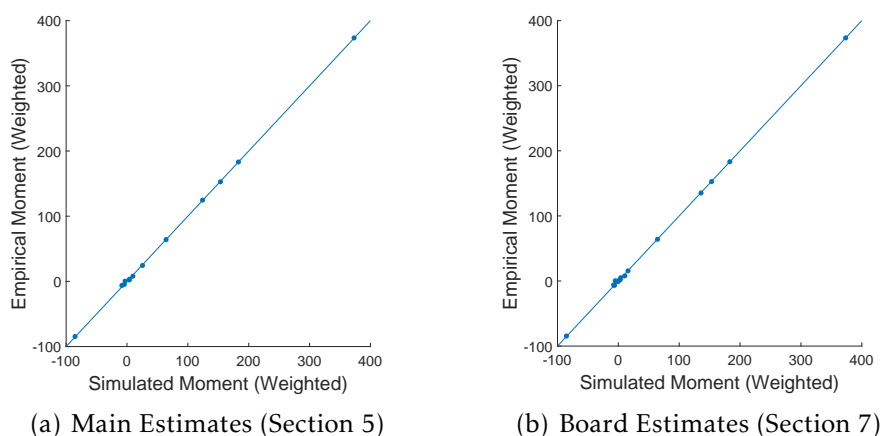 400
300
200
100
0
-100
Empirical Moment (Weighted)
-100 0 100 200 300 400
Simulated Moment (Weighted)
(a) Main Estimates (Section 5)
400
300
200
100
0
-100
Empirical Moment (Weighted)
-100 0 100 200 300 400
Simulated Moment (Weighted)
(b) Board Estimates (Section 7)